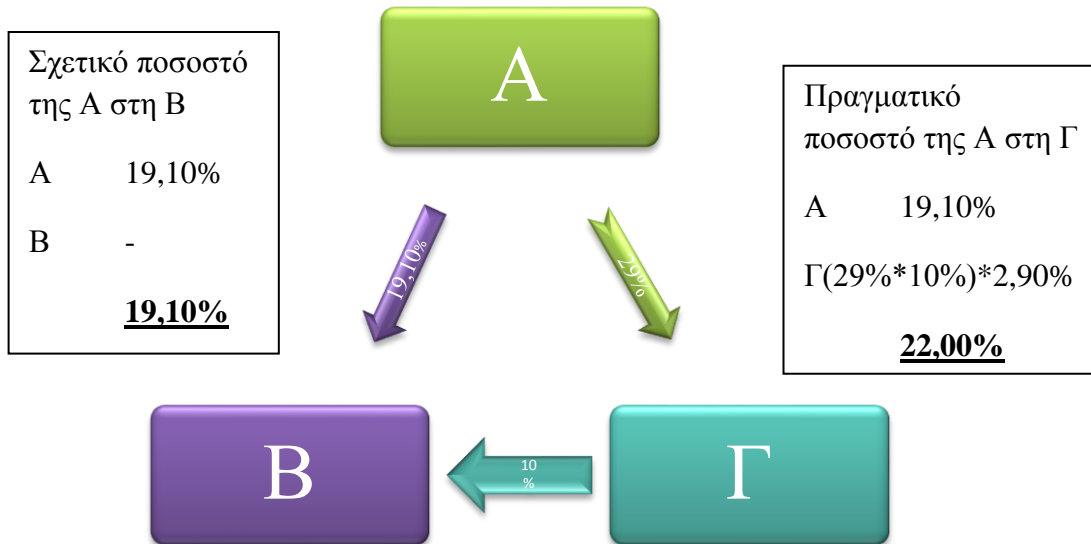 Σχετικό ποσοστό
της Α στη Β
Α 19,10%
Β -
19,10%
Α
Πραγματικό
ποσοστό της Α στη Γ
Α 19,10%
Γ(29%*10%)*2,90%
22,00%
19,10%
29%
Β
10
%
Γ